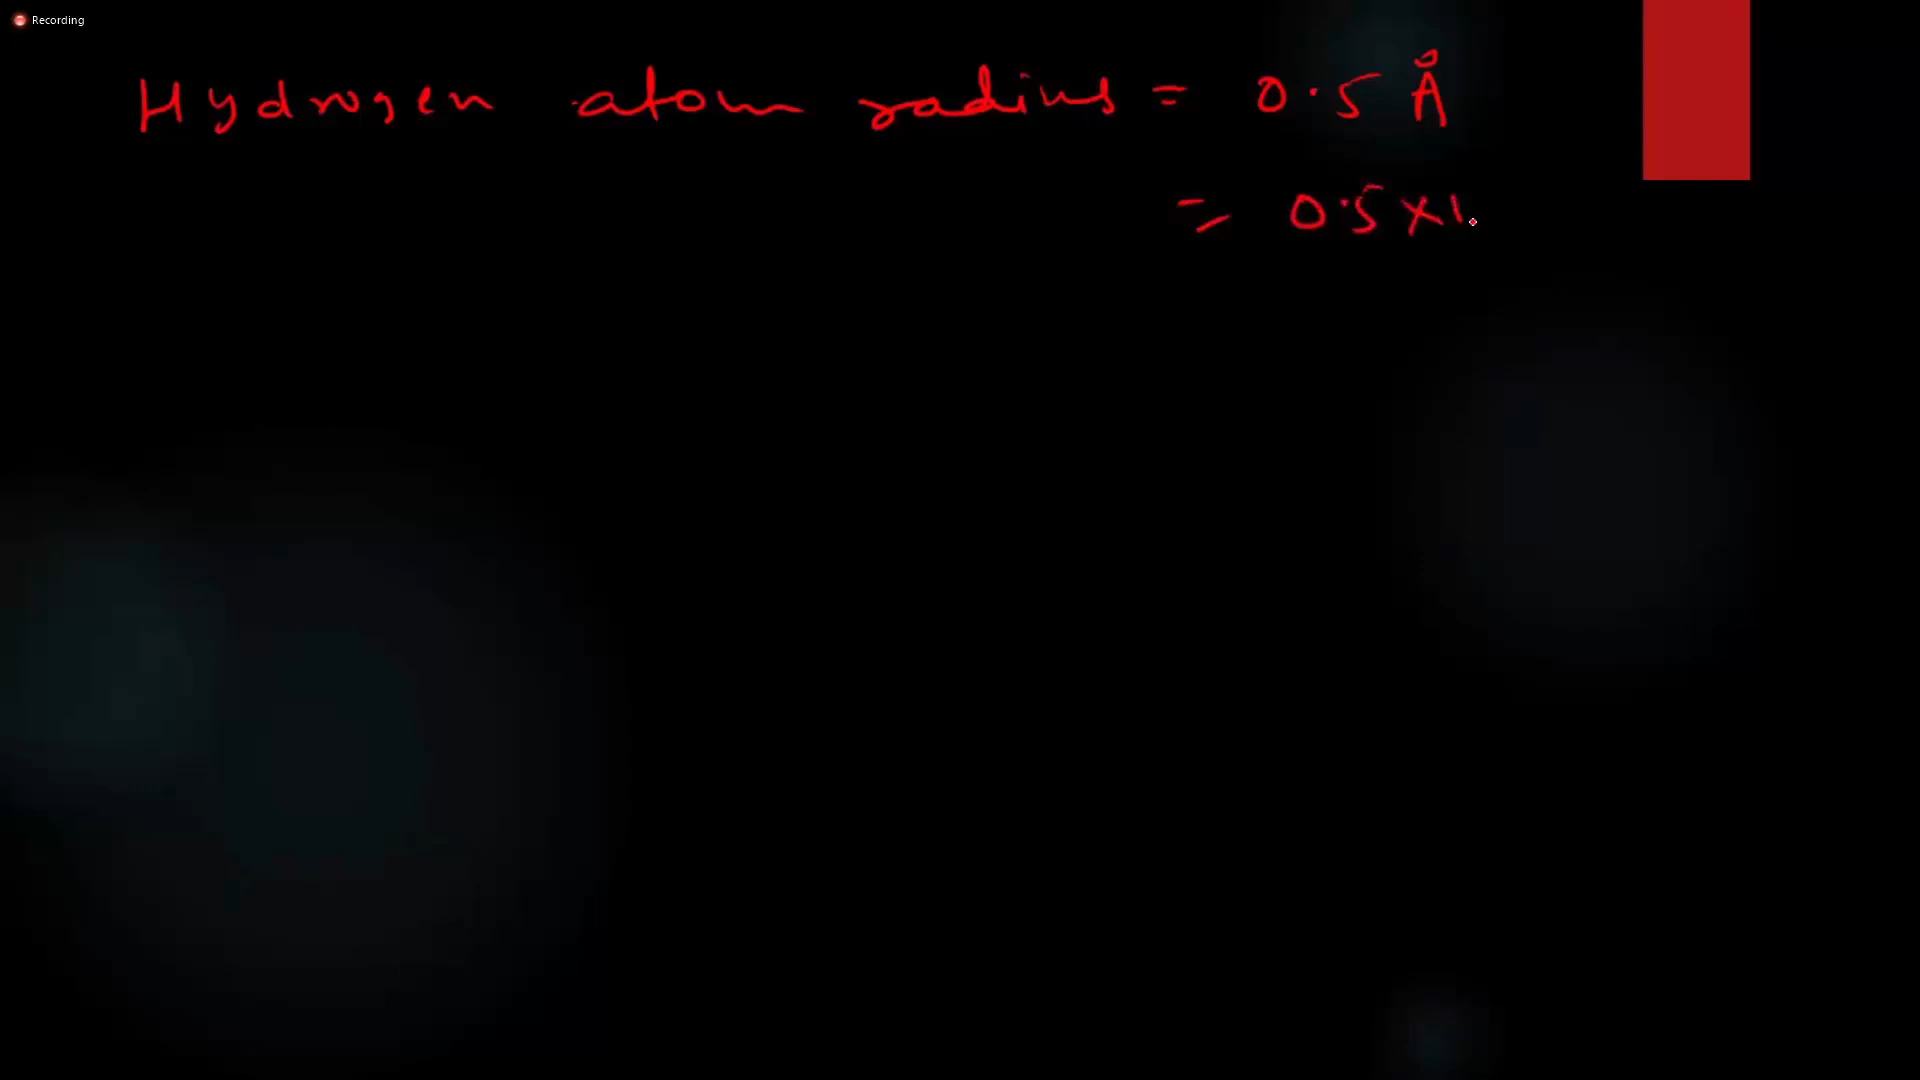 Recording
Hydrogen atom radius = 0.5 Å
= 0.5 x 1